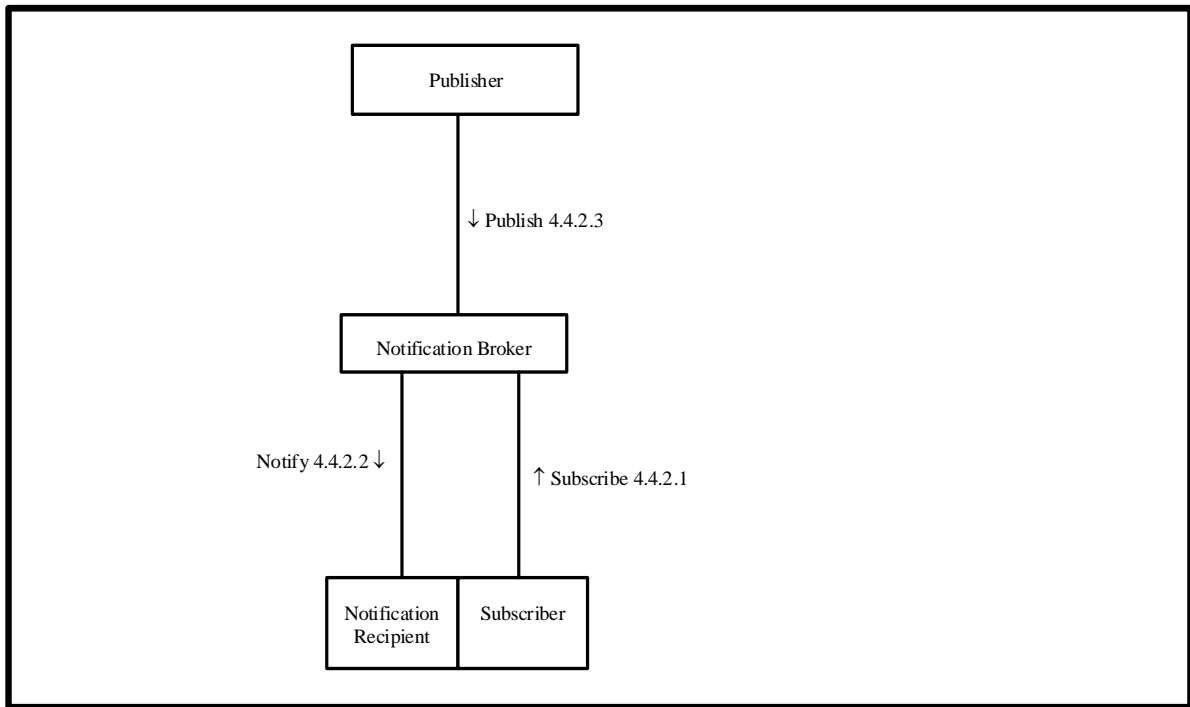 Publisher
↓ Publish 4.4.2.3
Notification Broker
Notify 4.4.2.2 ↓
↑ Subscribe 4.4.2.1
Notification
Recipient
Subscriber